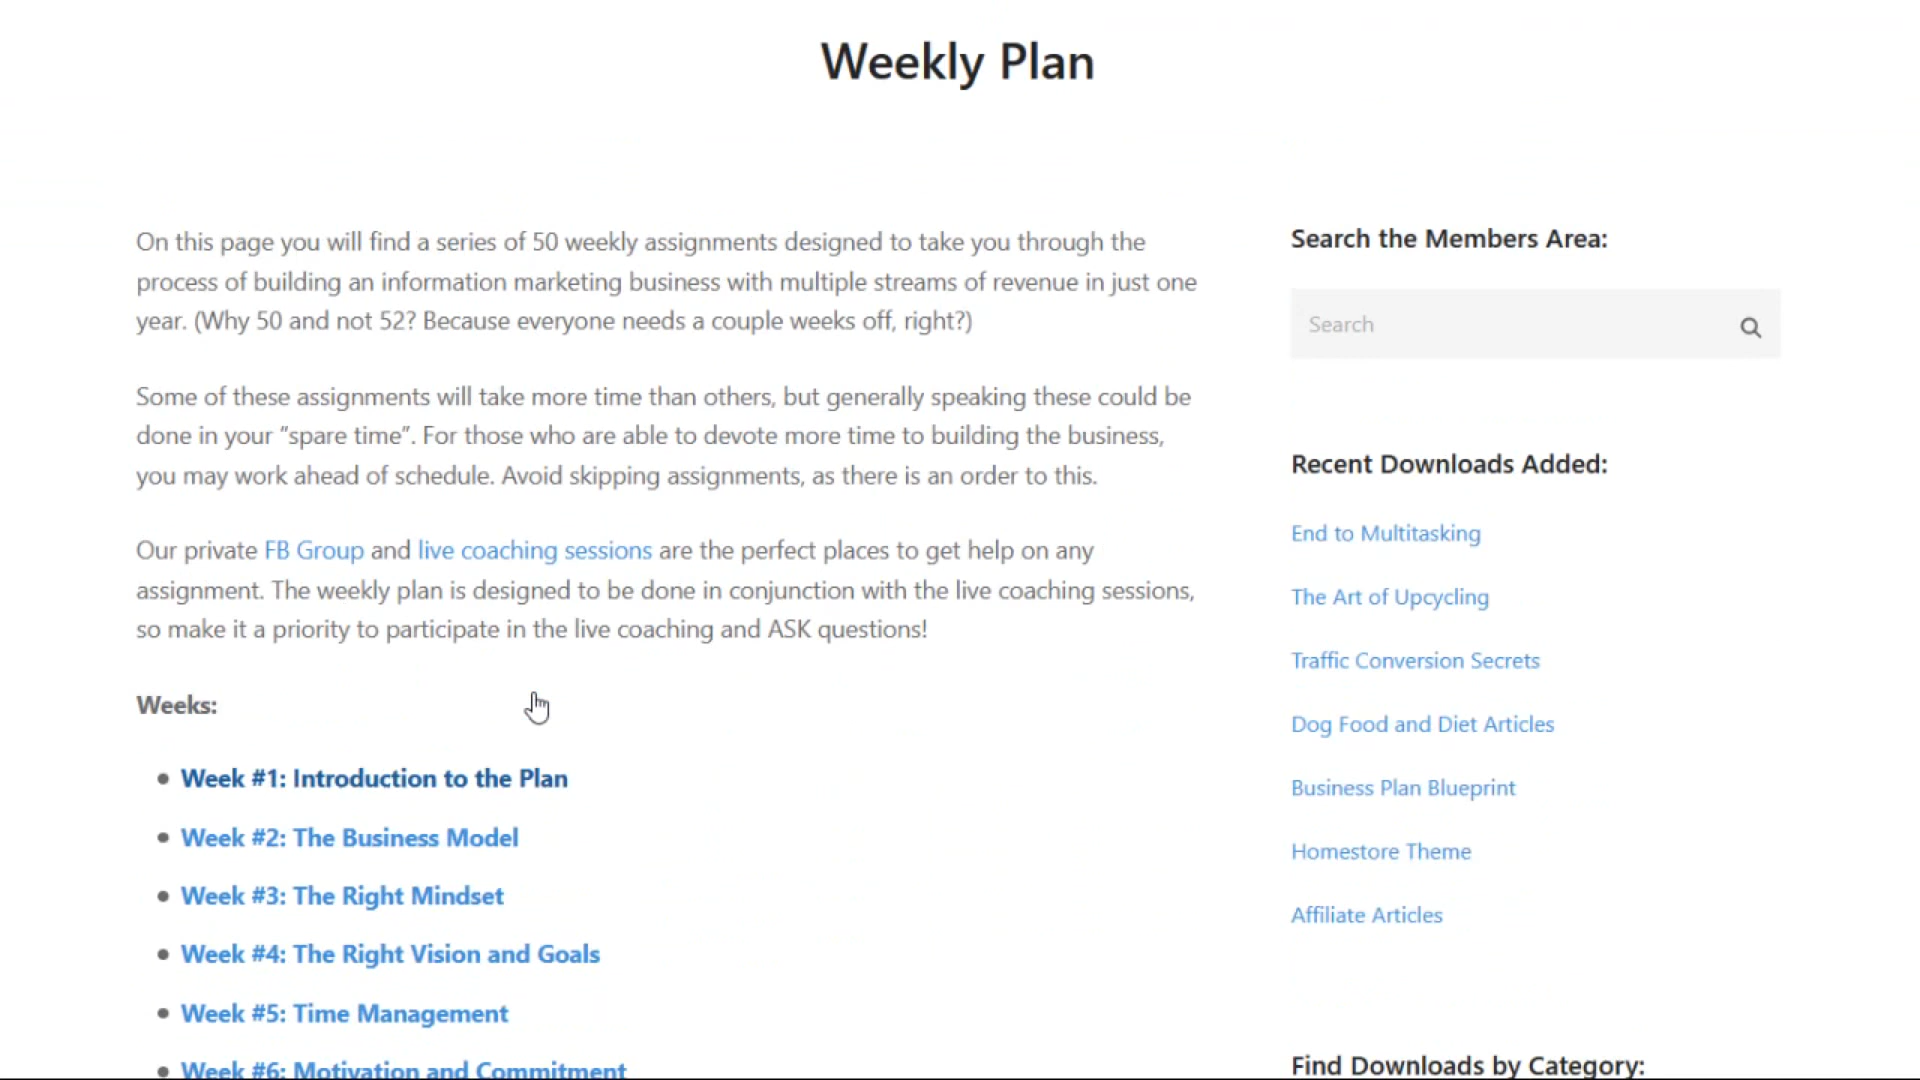 Weekly Plan
On this page you will find a series of 50 weekly assignments designed to take you through the
process of building an information marketing business with multiple streams of revenue in just one
year. (Why 50 and not 52? Because everyone needs a couple weeks off, right?)
Some of these assignments will take more time than others, but generally speaking these could be
done in your “spare time”. For those who are able to devote more time to building the business,
you may work ahead of schedule. Avoid skipping assignments, as there is an order to this.
Our private FB Group and live coaching sessions are the perfect places to get help on any
assignment. The weekly plan is designed to be done in conjunction with the live coaching sessions,
so make it a priority to participate in the live coaching and ASK questions!
Weeks:
Week #1: Introduction to the Plan
Week #2: The Business Model
Week #3: The Right Mindset
Week #4: The Right Vision and Goals
Week #5: Time Management
Week #6: Motivation and Commitment
Search the Members Area:
Search
Recent Downloads Added:
End to Multitasking
The Art of Upcycling
Traffic Conversion Secrets
Dog Food and Diet Articles
Business Plan Blueprint
Homestore Theme
Affiliate Articles
Find Downloads by Category: